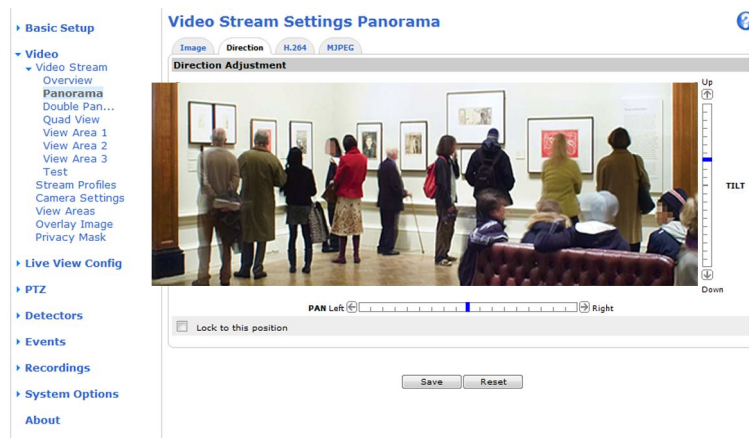 Video Stream Settings Panorama
Basic Setup
Video
Video Stream
Overview
Panorama
Double Pan...
Quad View
View Area 1
View Area 2
View Area 3
Test
Stream Profiles
Camera Settings
View Areas
Overlay Image
Privacy Mask
Live View Config
PTZ
Detectors
Events
Recordings
System Options
About
Image
Direction
H.264
MJPEG
Direction Adjustment
Up
TILT
Down
PAN Left
Right
Lock to this position
Save
Reset